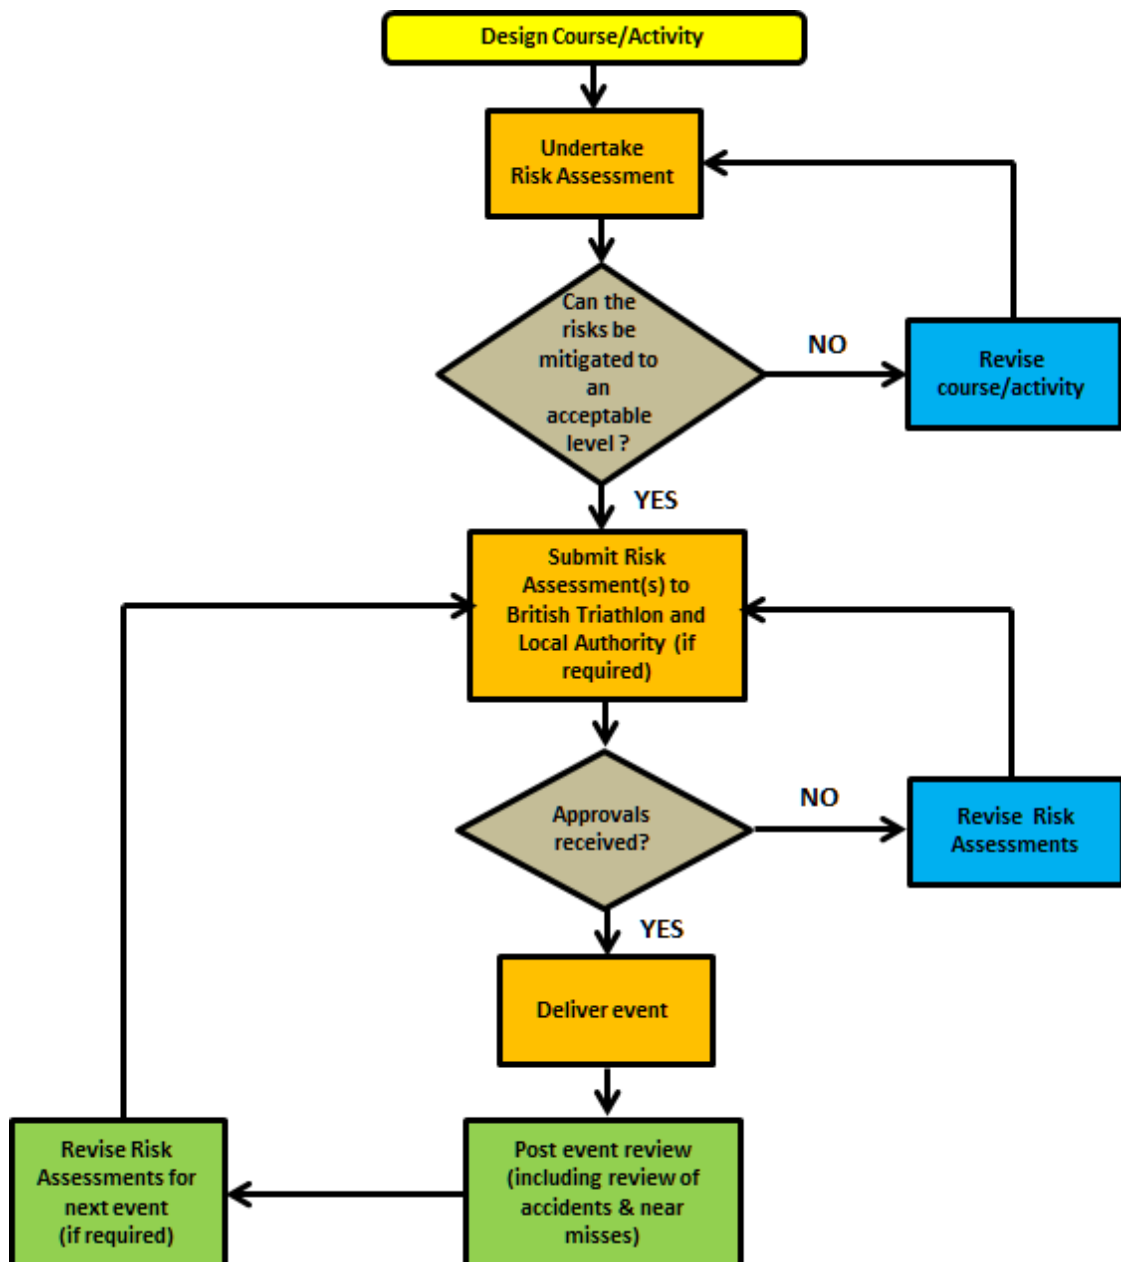 Design Course/Activity
Undertake
Risk Assessment
Can the
risks be
mitigated to
an
acceptable
level ?
NO
Revise
course/activity
YES
Submit Risk
Assessment(s) to
British Triathlon and
Local Authority (if
required)
Approvals
received?
NO
Revise Risk
Assessments
YES
Deliver event
Post event review
(including review of
accidents & near
misses)
Revise Risk
Assessments for
next event
(if required)